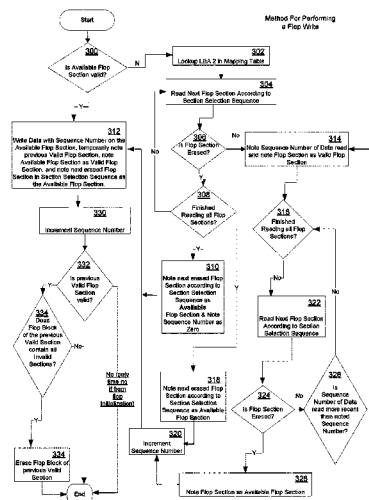 Start
Method For Performing
a Flop Write
300
Is Available Flop
Section valid?
N
302
Lookup LBA 2 in Mapping Table
304
Read Next Flop Section According to
Section Selection Sequence
Y
312
Write Data with Sequence Number on the
Available Flop Section, temporarily note
previous Valid Flop Section, note
Available Flop Section as Valid Flop
Section, and note next erased Flop
Section in Section Selection Sequence as
the Available Flop Section.
306
Is Flop Section
Erased?
No
314
Note Sequence Number of Data read
and note Flop Section as Valid Flop
Section
Y
No
308
Finished
Reading all Flop
Sections?
316
Finished
Reading all Flop
Sections?
330
Increment Sequence Number
Y
310
Note next erased Flop
Section according to
Section Selection
Sequence as
Available
Flop Section & Note
Sequence Number as
Zero
332
Is previous
Valid Flop
Section
valid?
No
322
Read Next Flop Section
According to Section
Selection Sequence
No
334
Does
Flop Block of
the previous Valid
Section
contain all
Invalid
Sections?
No
No (only
time no
if from
flop
initialization)
318
Note next erased Flop
Section according to
Section Selection
Sequence as Available
Flop Section
324
Is Flop Section
Erased?
No
328
Is
Sequence
Number of Data
read more recent
then noted
Sequence
Number?
Y
320
Increment
Sequence Number
334
Erase Flop Block of
previous Valid
Section
End
326
Note Flop Section as Available Flop Section